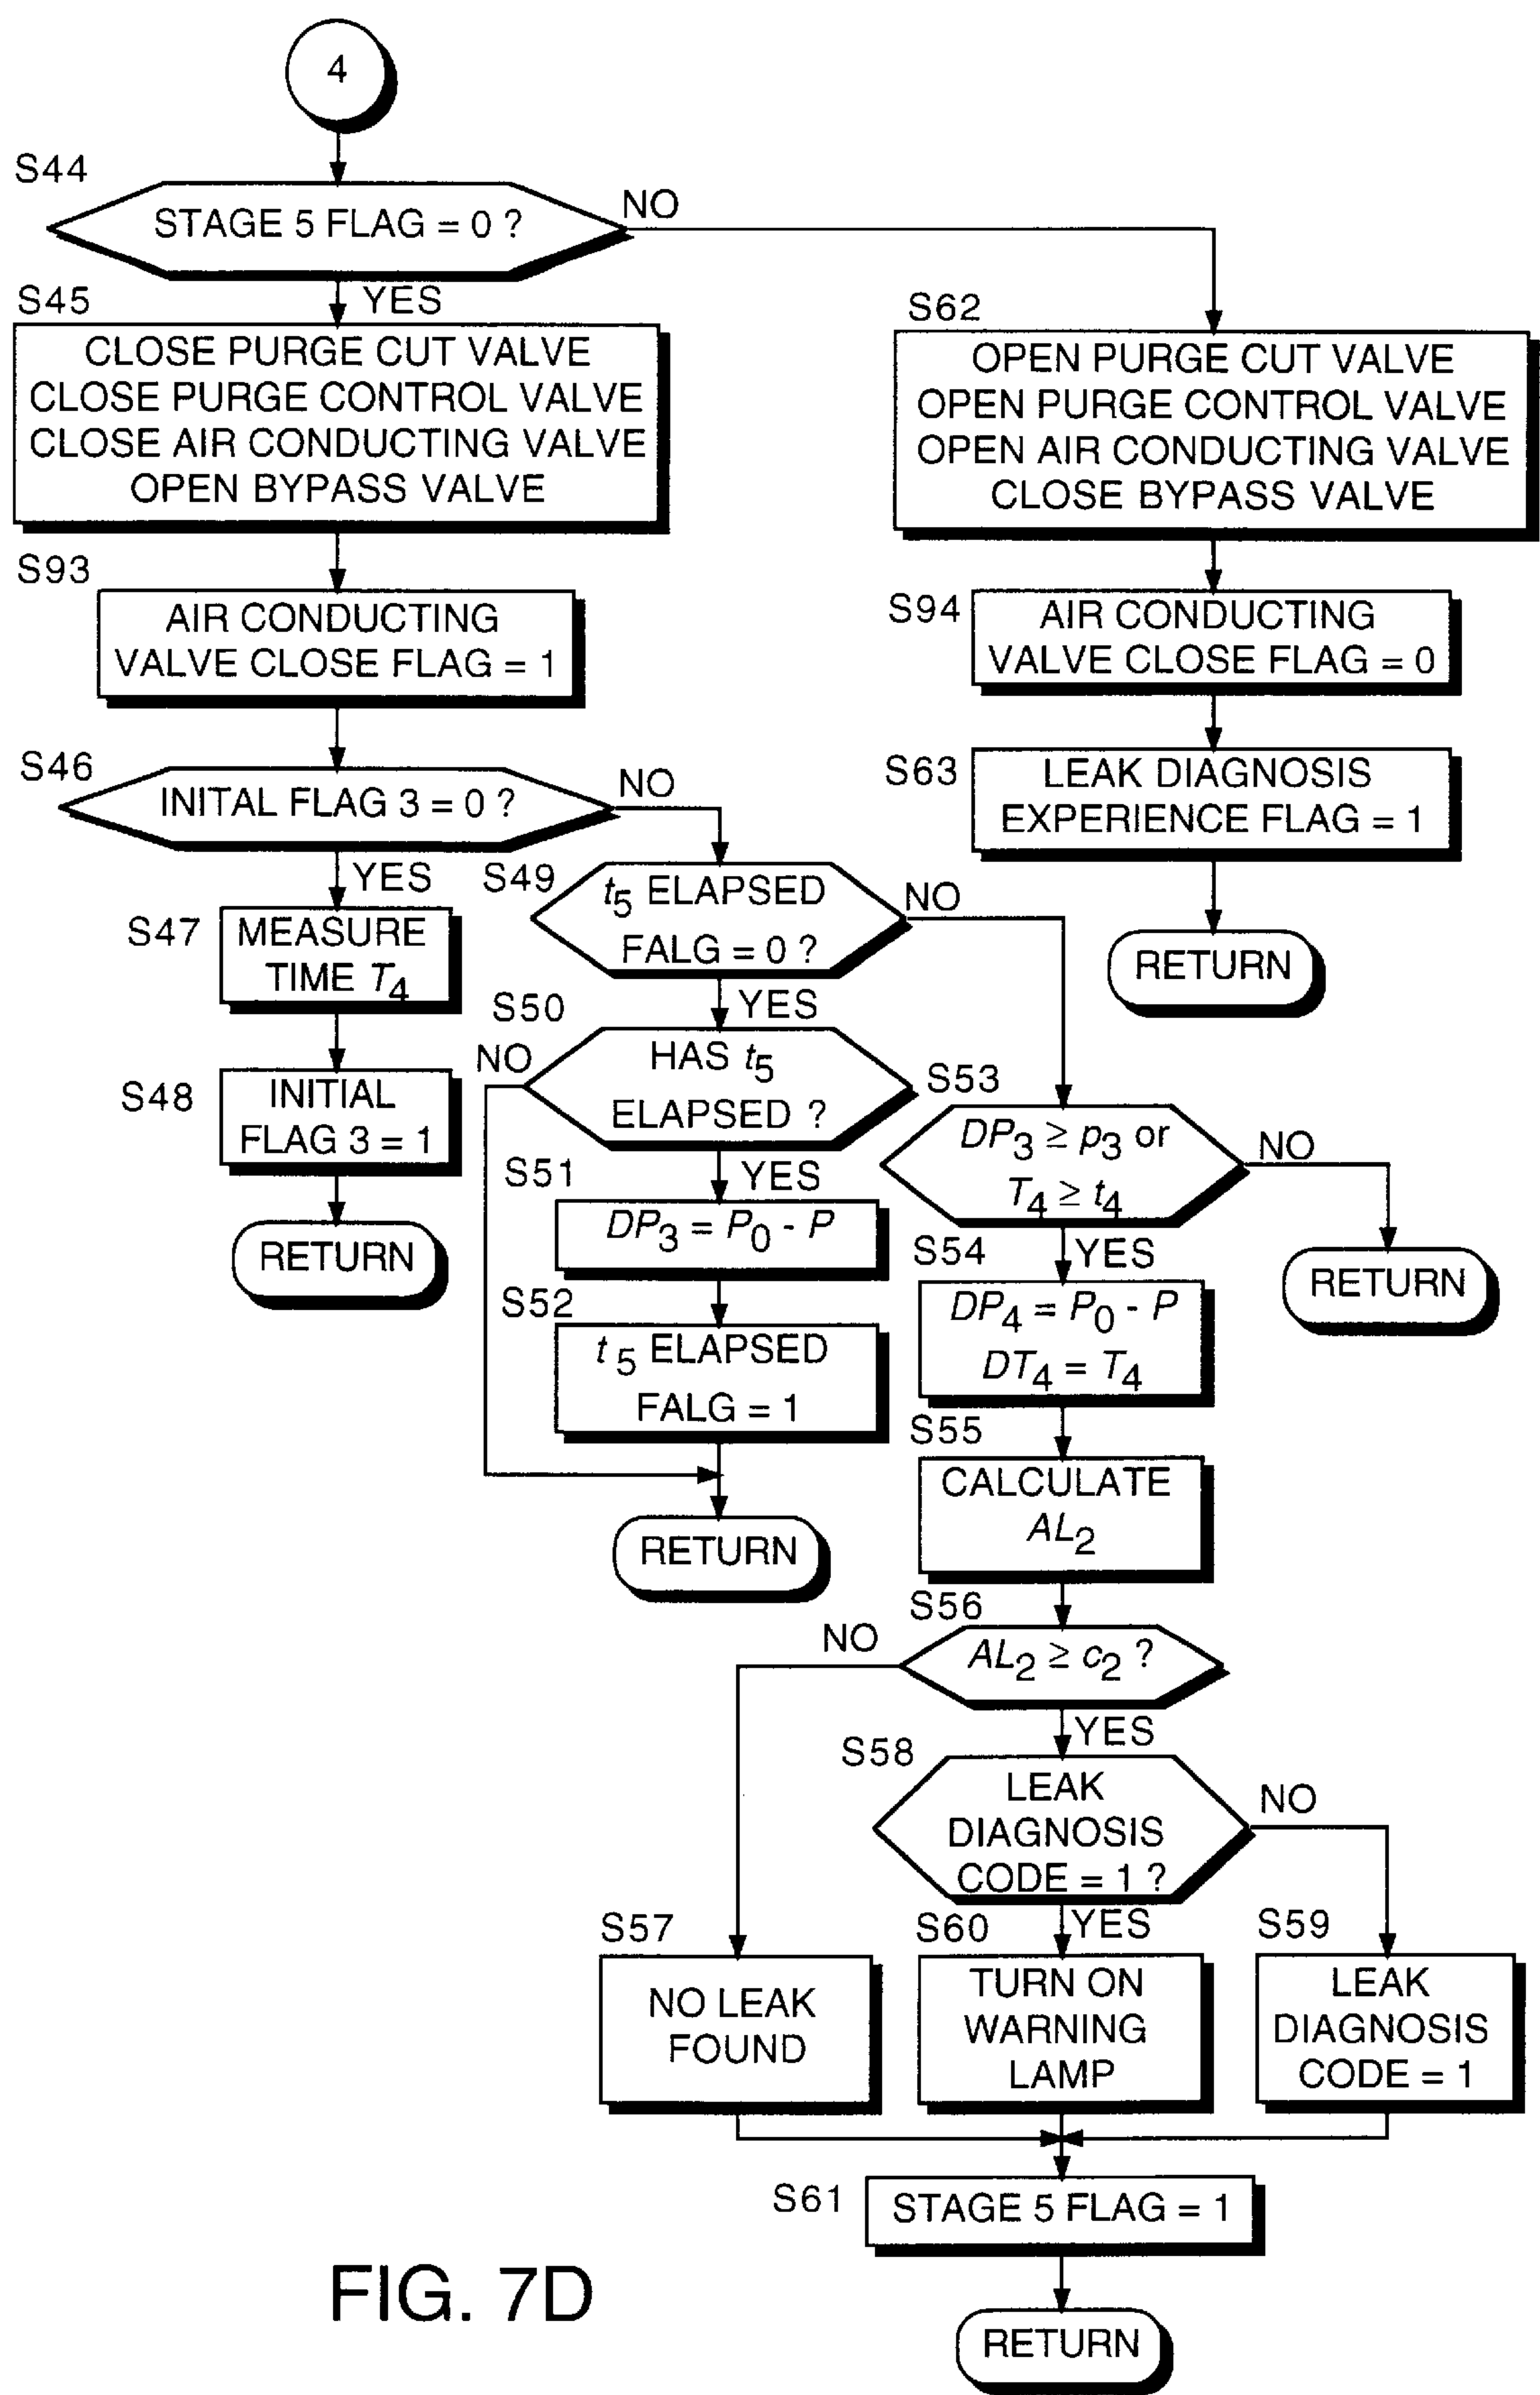 4
S44
STAGE 5 FLAG = 0 ?
NO
YES
S45
CLOSE PURGE CUT VALVE
CLOSE PURGE CONTROL VALVE
CLOSE AIR CONDUCTING VALVE
OPEN BYPASS VALVE
S62
OPEN PURGE CUT VALVE
OPEN PURGE CONTROL VALVE
OPEN AIR CONDUCTING VALVE
CLOSE BYPASS VALVE
S93
AIR CONDUCTING
VALVE CLOSE FLAG = 1
S94
AIR CONDUCTING
VALVE CLOSE FLAG = 0
S46
INITAL FLAG 3 = 0 ?
NO
YES
S63
LEAK DIAGNOSIS
EXPERIENCE FLAG = 1
RETURN
S47
MEASURE
TIME T4
S48
INITIAL
FLAG 3 = 1
RETURN
S49
t5 ELAPSED
FALG = 0 ?
NO
YES
S50
HAS t5
ELAPSED ?
NO
YES
S51
DP3 = P0 - P
S52
t5 ELAPSED
FALG = 1
RETURN
S53
DP3 ≥ p3 or
T4 ≥ t4
NO
RETURN
YES
S54
DP4 = P0 - P
DT4 = T4
S55
CALCULATE
AL2
S56
AL2 ≥ c2 ?
NO
YES
S58
LEAK
DIAGNOSIS
CODE = 1 ?
NO
YES
S57
NO LEAK
FOUND
S60
TURN ON
WARNING
LAMP
S59
LEAK
DIAGNOSIS
CODE = 1
S61
STAGE 5 FLAG = 1
RETURN
FIG. 7D